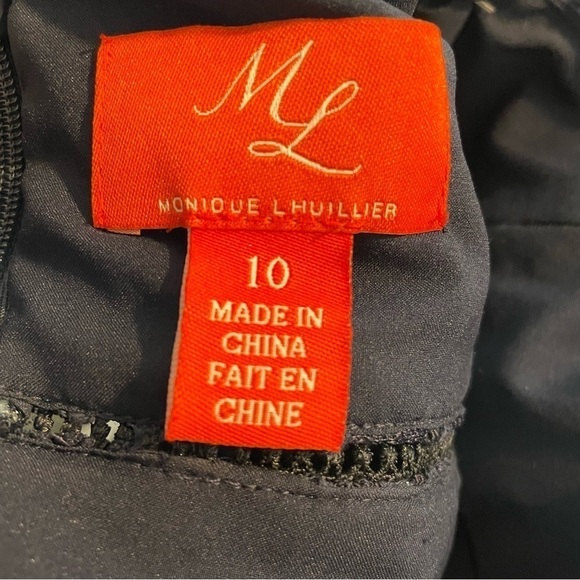 ML
MONIQUE LHUILLIER
10
MADE IN
CHINA
FAIT EN
CHINE